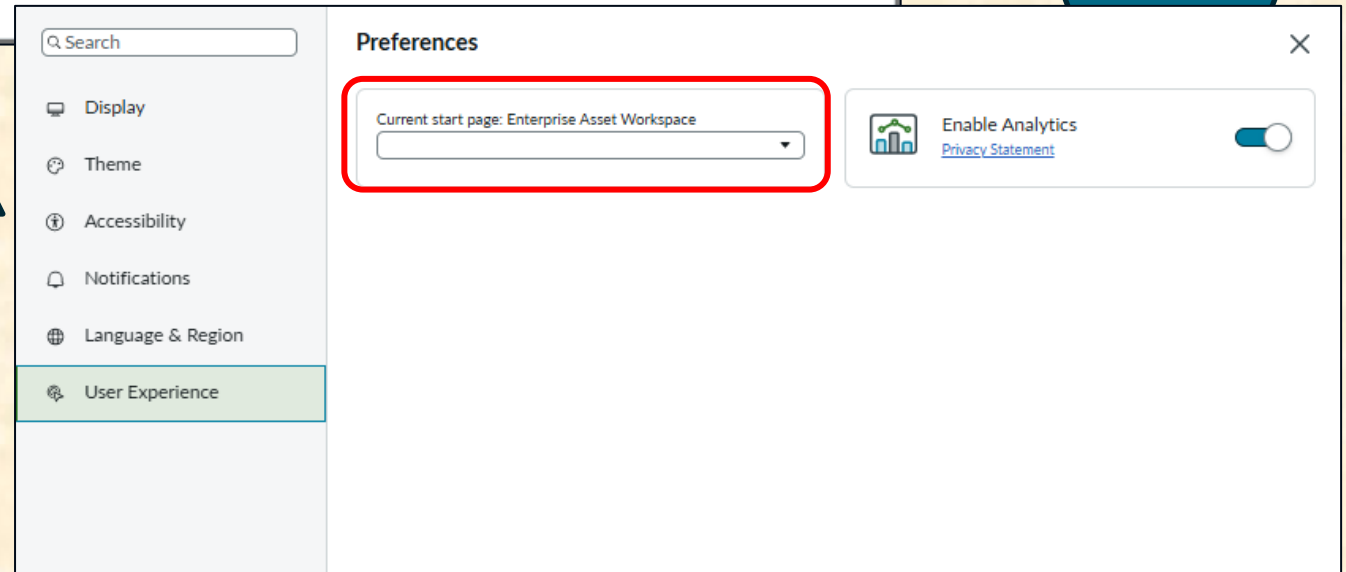 Search
Preferences
Display
Current start page: Enterprise Asset Workspace
Enable Analytics
Privacy Statement
Theme
Accessibility
Notifications
Language & Region
User Experience